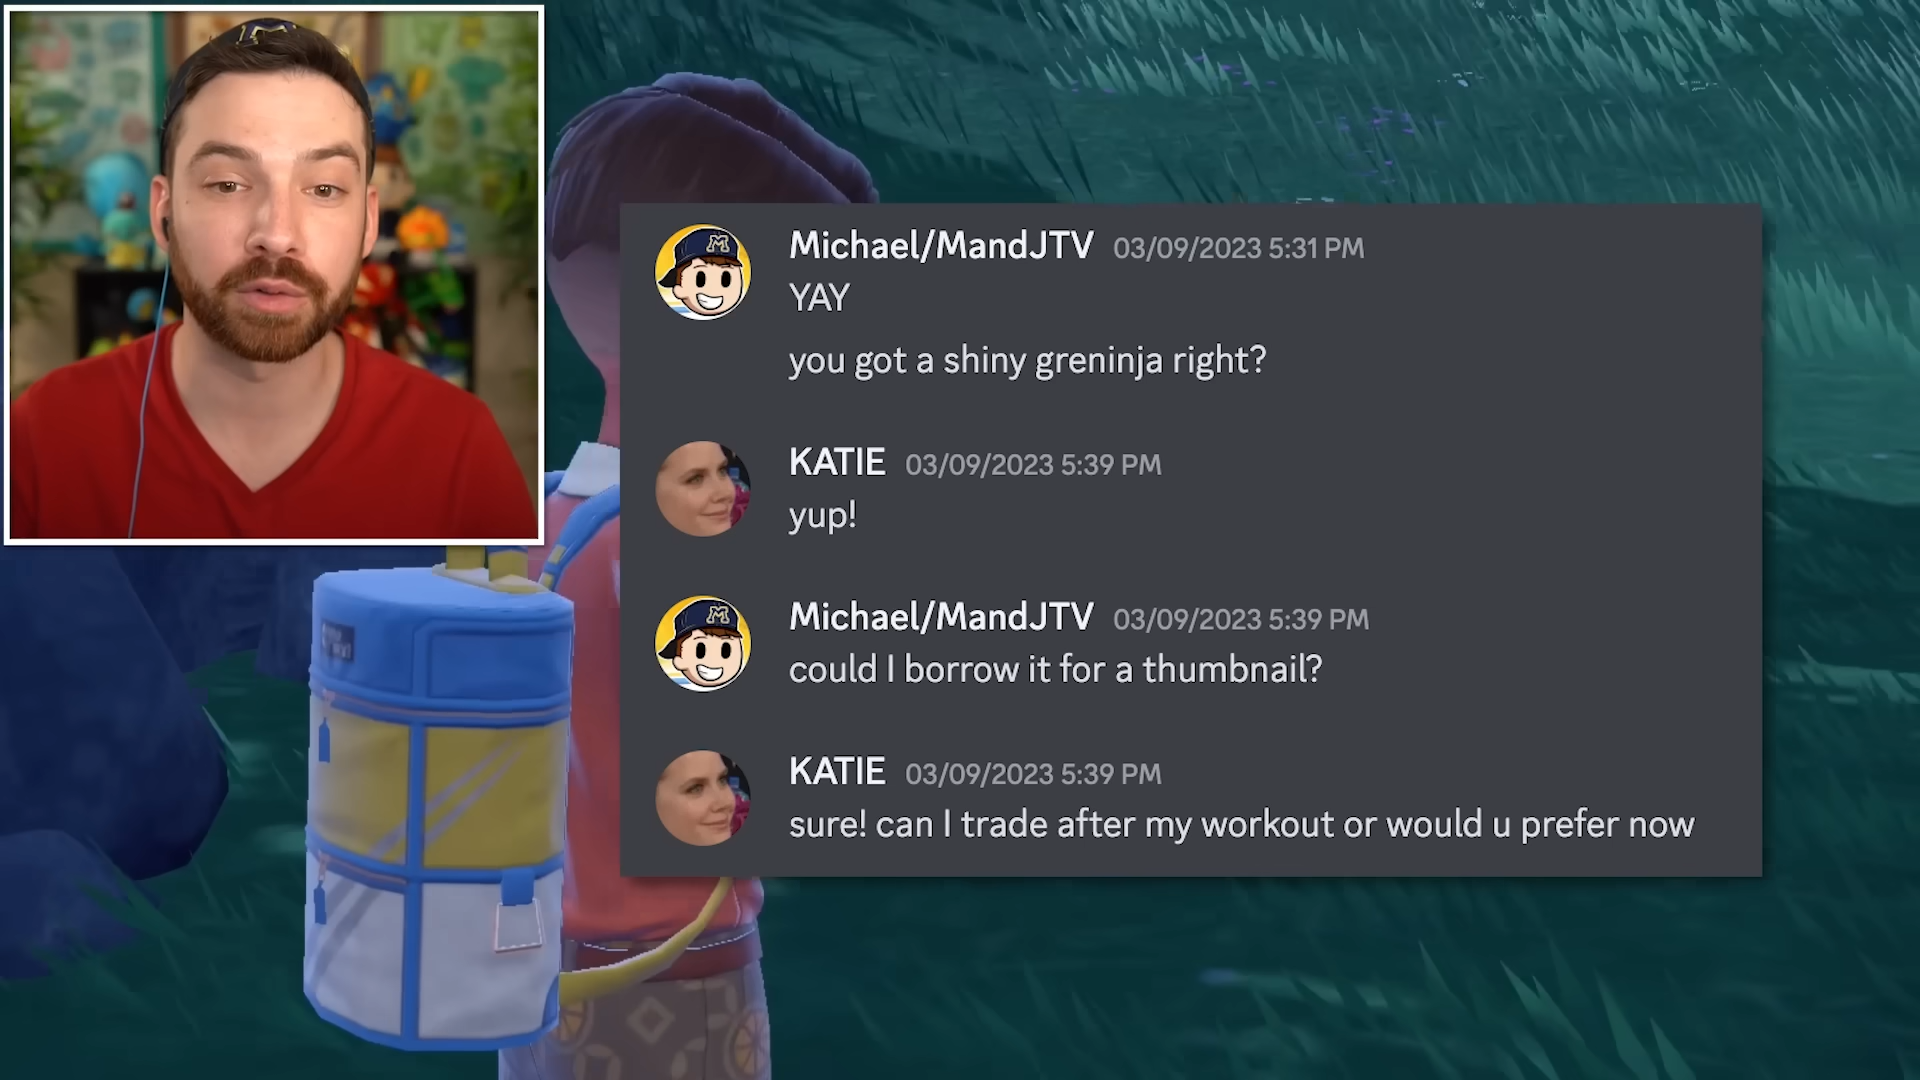 Michael/MandJTV 03/09/2023 5:31 PM
YAY
you got a shiny greninja right?
KATIE 03/09/2023 5:39 PM
yup!
Michael/MandJTV 03/09/2023 5:39 PM
could I borrow it for a thumbnail?
KATIE 03/09/2023 5:39 PM
sure! can I trade after my workout or would u prefer now